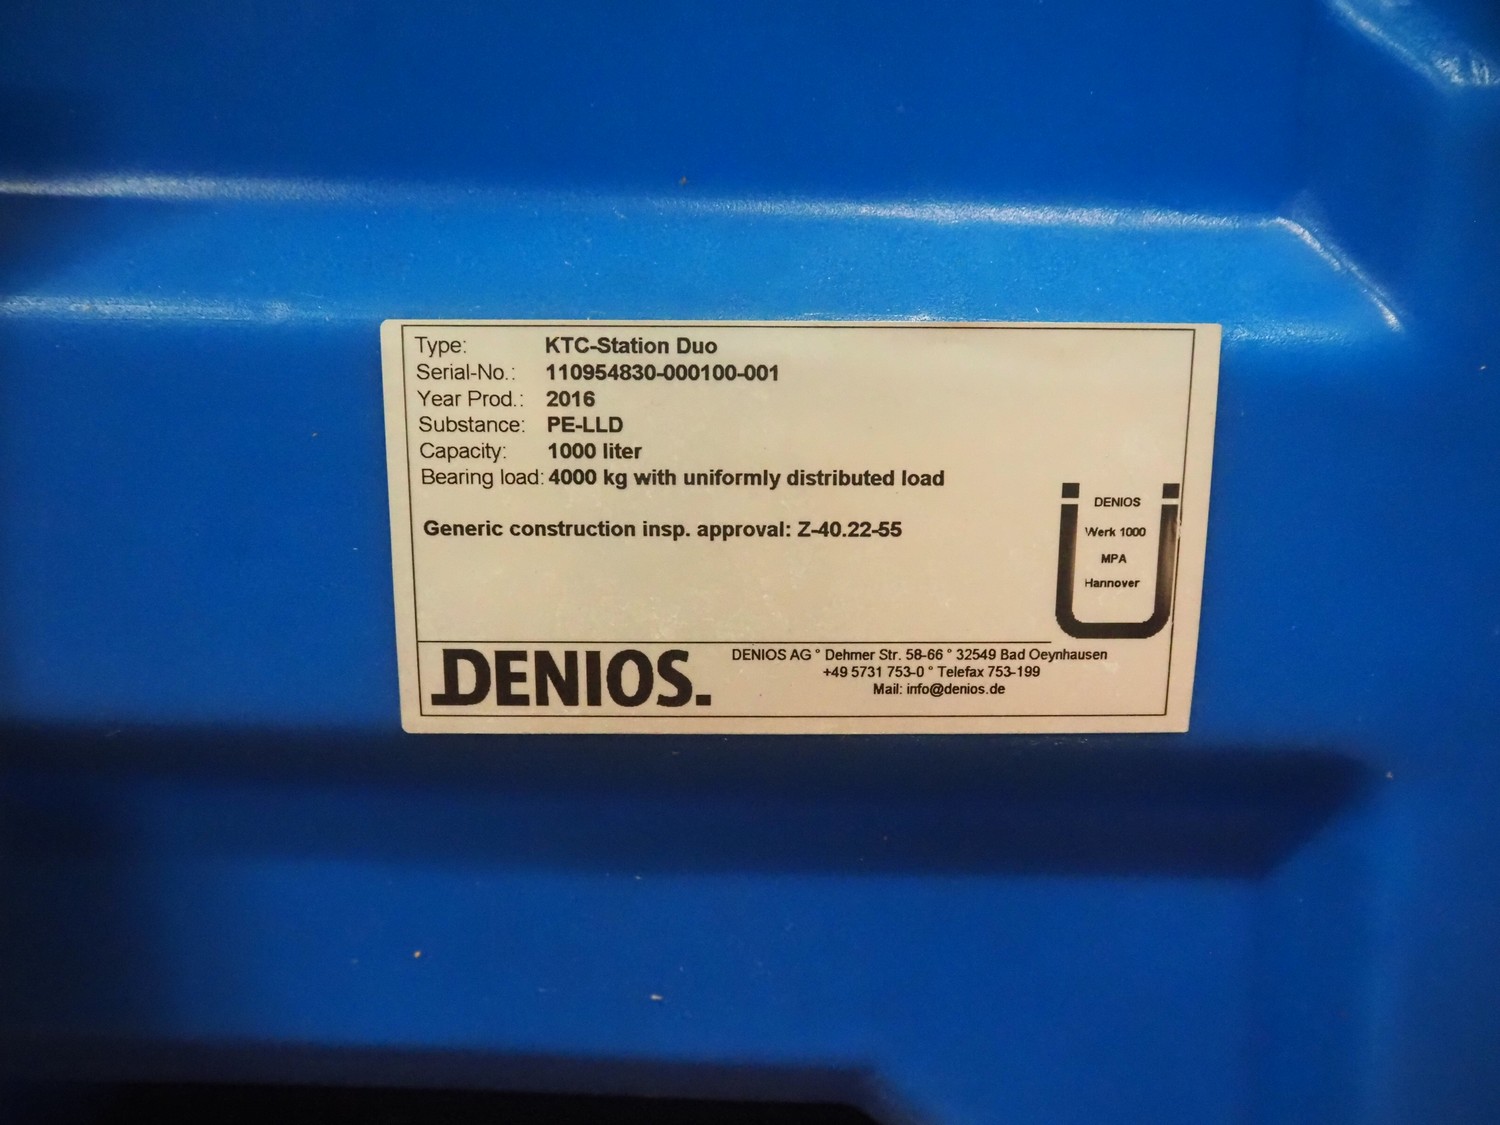 Type: KTC-Station Duo
Serial-No.: 110954830-000100-001
Year Prod.: 2016
Substance: PE-LLD
Capacity: 1000 liter
Bearing load: 4000 kg with uniformly distributed load
Generic construction insp. approval: Z-40.22-55
DENIOS
Werk 1000
MPA
Hannover
DENIOS.
DENIOS AG ° Dehmer Str. 58-66 ° 32549 Bad Oeynhausen
+49 5731 753-0 ° Telefax 753-199
Mail: info@denios.de